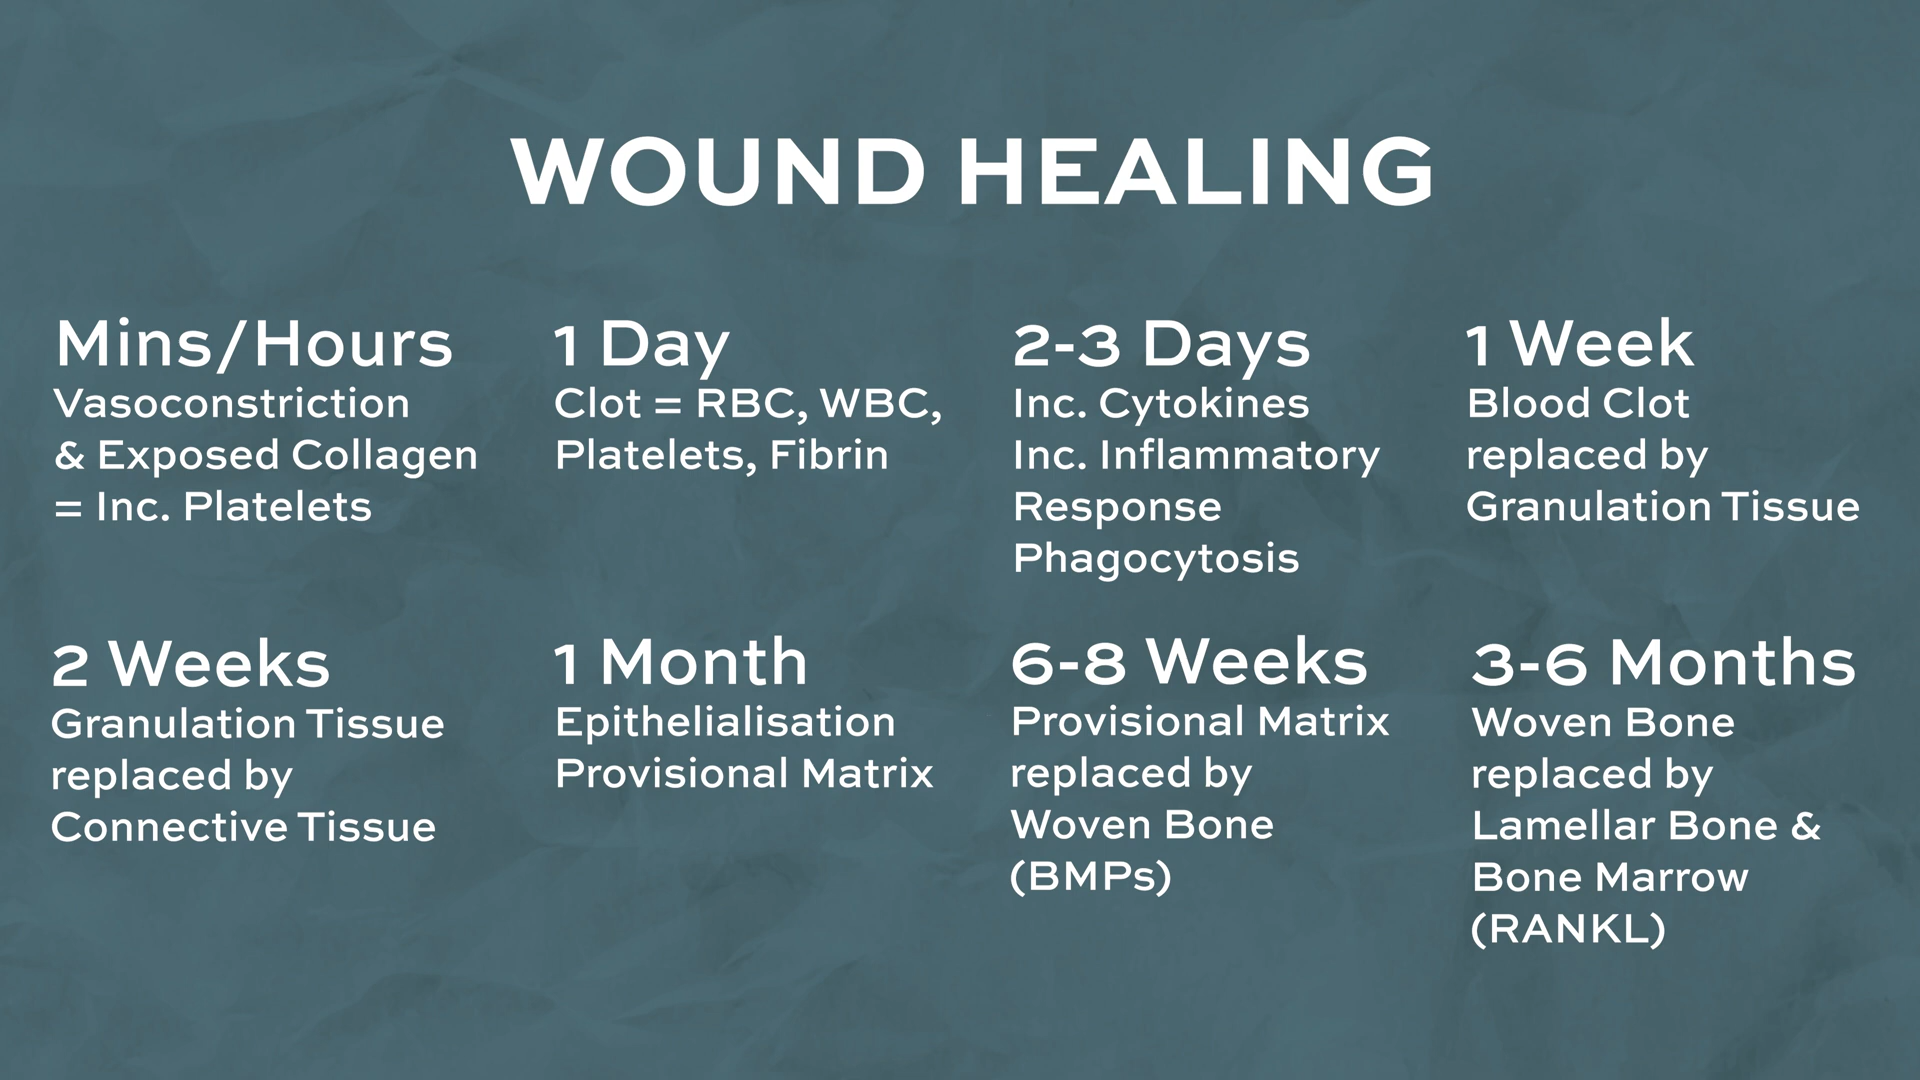 WOUND HEALING
Mins/Hours
Vasoconstriction
& Exposed Collagen
= Inc. Platelets
1 Day
Clot = RBC, WBC,
Platelets, Fibrin
2-3 Days
Inc. Cytokines
Inc. Inflammatory
Response
Phagocytosis
1 Week
Blood Clot
replaced by
Granulation Tissue
2 Weeks
Granulation Tissue
replaced by
Connective Tissue
1 Month
Epithelialisation
Provisional Matrix
6-8 Weeks
Provisional Matrix
replaced by
Woven Bone
(BMPs)
3-6 Months
Woven Bone
replaced by
Lamellar Bone &
Bone Marrow
(RANKL)